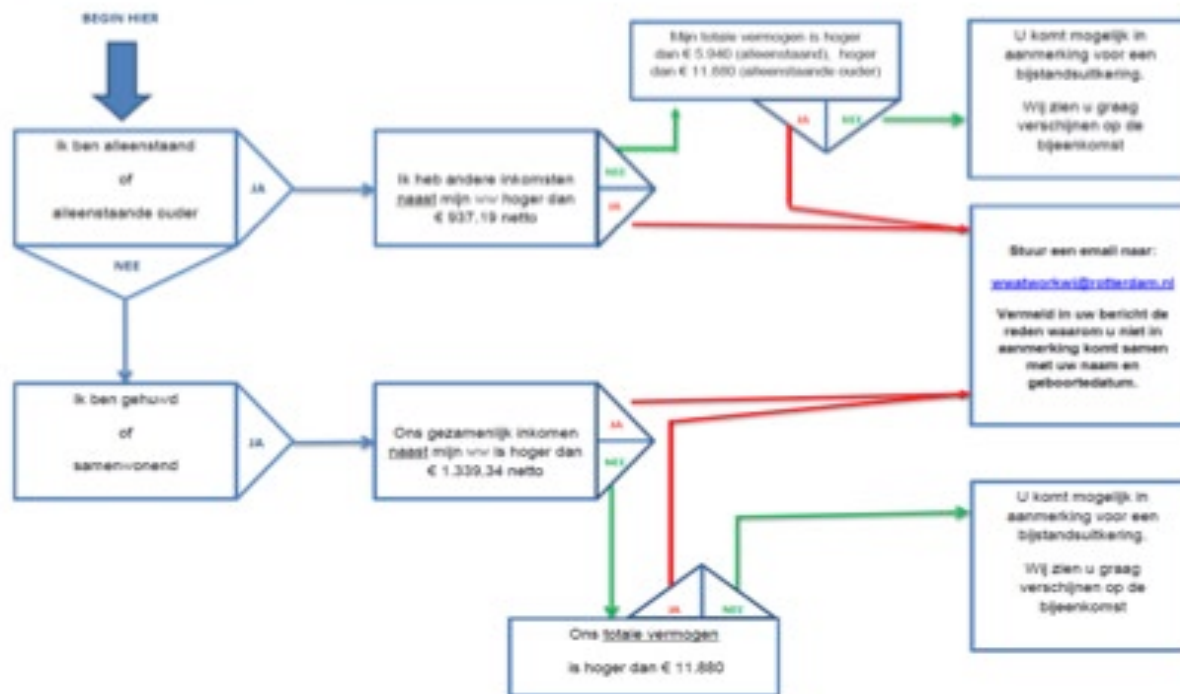 BEGIN HIER
Ik ben alleenstaand
of
alleenstaande ouder
JA
NEE
Ik heb andere inkomsten
naast mijn ww hoger dan
€ 937,19 netto
NEE
JA
Mijn totale vermogen is hoger
dan € 5.940 (alleenstaand), hoger
dan € 11.880 (alleenstaande ouder)
JA
NEE
U komt mogelijk in
aanmerking voor een
bijstandsuitkering.
Wij zien u graag
verschijnen op de
bijeenkomst
Stuur een email naar:
Vermeld in uw bericht de
reden waarom u niet in
aanmerking komt samen
met uw naam en
geboortedatum.
Ik ben gehuwd
of
samenwonend
JA
Ons gezamenlijk inkomen
naast mijn ww is hoger dan
€ 1.339,34 netto
JA
NEE
JA
NEE
Ons totale vermogen
is hoger dan € 11.880
U komt mogelijk in
aanmerking voor een
bijstandsuitkering.
Wij zien u graag
verschijnen op de
bijeenkomst